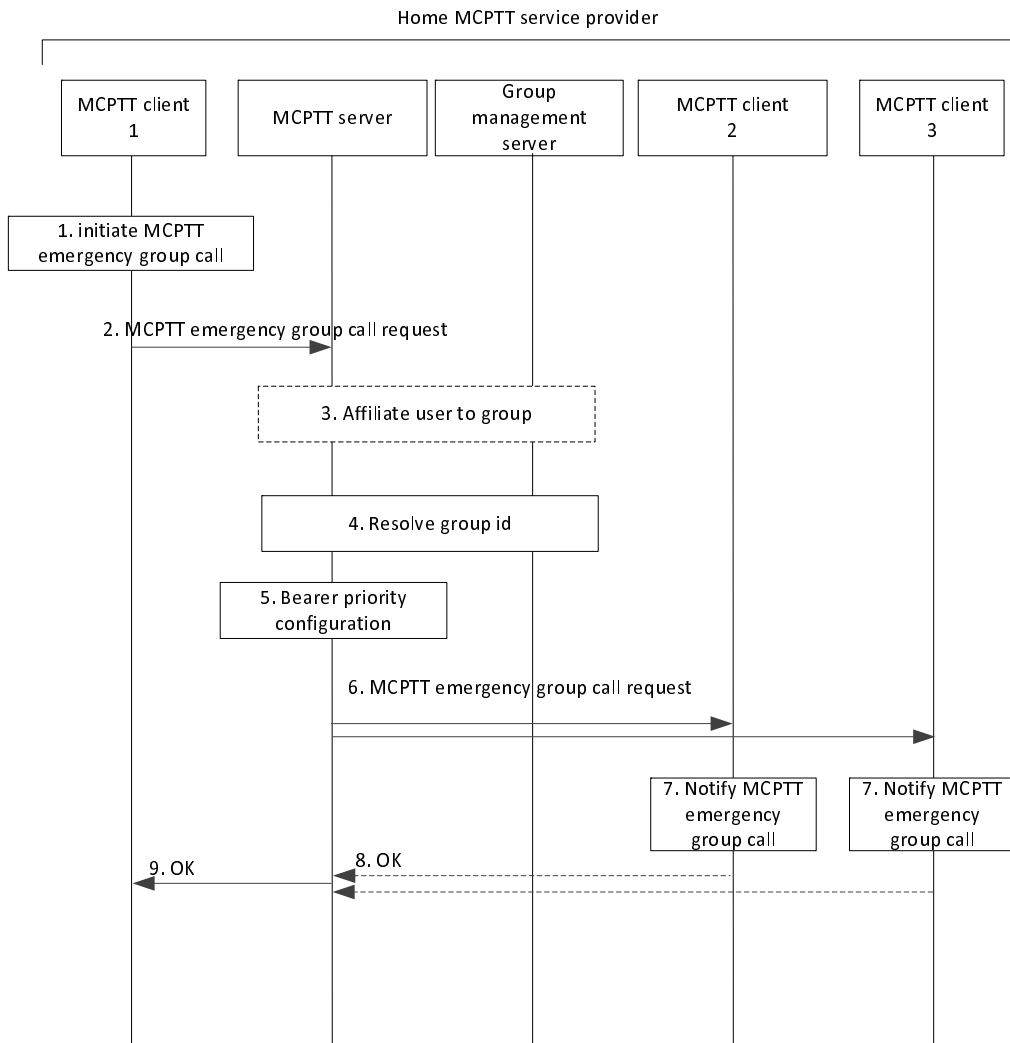 Home MCPTT service provider
MCPTT client
1
MCPTT server
Group
management
server
MCPTT client
2
MCPTT client
3
1. initiate MCPTT
emergency group call
2. MCPTT emergency group call request
3. Affiliate user to group
4. Resolve group id
5. Bearer priority
configuration
6. MCPTT emergency group call request
7. Notify MCPTT
emergency
group call
7. Notify MCPTT
emergency
group call
8. OK
9. OK